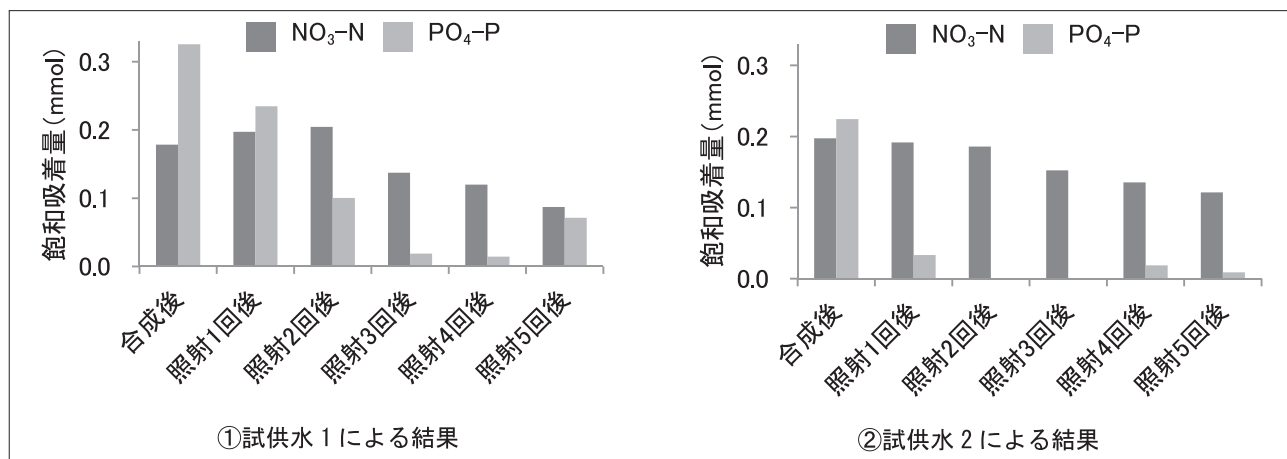 NO₃-N PO₄-P
飽和吸着量(mmol)
0.3
0.2
0.1
0.0
合成後
照射1回後
照射2回後
照射3回後
照射4回後
照射5回後
①試供水1による結果
NO₃-N PO₄-P
飽和吸着量(mmol)
0.3
0.2
0.1
0.0
合成後
照射1回後
照射2回後
照射3回後
照射4回後
照射5回後
②試供水2による結果